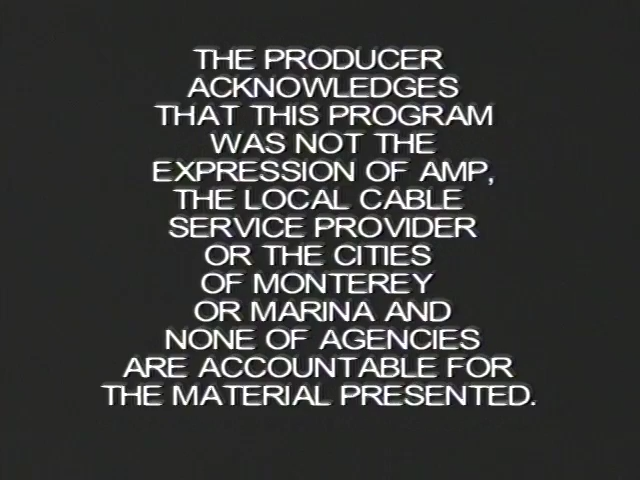 THE PRODUCER
ACKNOWLEDGES
THAT THIS PROGRAM
WAS NOT THE
EXPRESSION OF AMP,
THE LOCAL CABLE
SERVICE PROVIDER
OR THE CITIES
OF MONTEREY
OR MARINA AND
NONE OF AGENCIES
ARE ACCOUNTABLE FOR
THE MATERIAL PRESENTED.